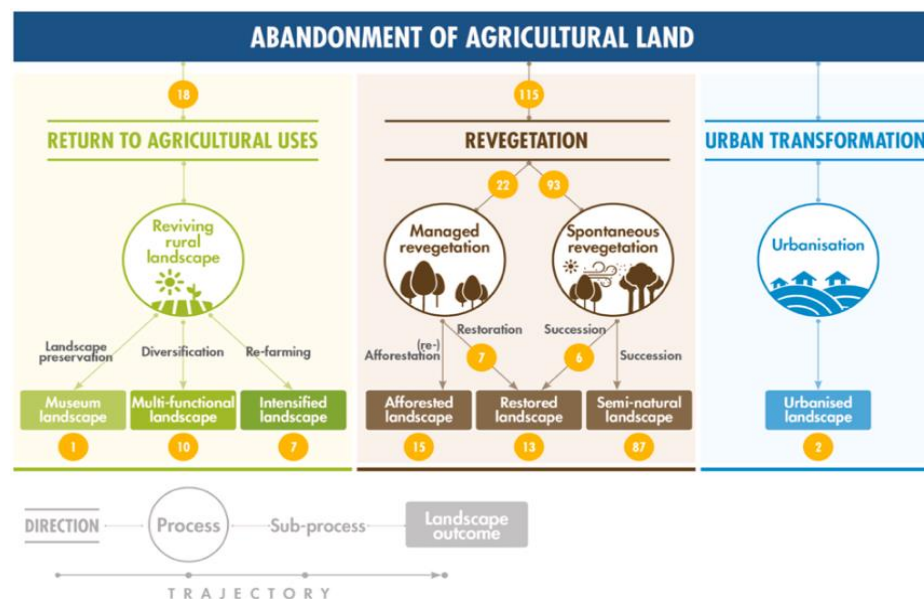 ABANDONMENT OF AGRICULTURAL LAND
18
115
RETURN TO AGRICULTURAL USES
REVEGETATION
URBAN TRANSFORMATION
22
93
Reviving
rural
landscape
Managed
revegetation
Spontaneous
revegetation
Urbanisation
Landscape
preservation
Diversification
Re-farming
(re-)
Afforestation
Restoration
7
Succession
6
Succession
Museum
landscape
Multi-functional
landscape
Intensified
landscape
Afforested
landscape
Restored
landscape
Semi-natural
landscape
Urbanised
landscape
1
10
7
15
13
87
2
DIRECTION
Process
Sub-process
Landscape
outcome
TRAJECTORY